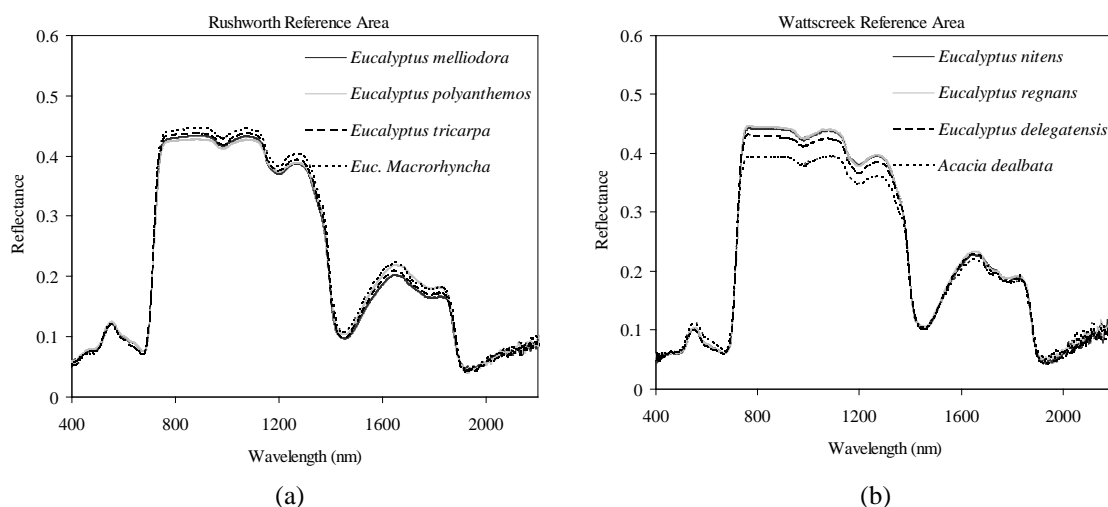 Rushworth Reference Area
0.6
0.5
0.4
0.3
0.2
0.1
0
Reflectance
Eucalyptus melliodora
Eucalyptus polyanthemos
Eucalyptus tricarpa
Euc. Macrorhyncha
400 800 1200 1600 2000
Wavelength (nm)
(a)
Wattscreek Reference Area
0.6
0.5
0.4
0.3
0.2
0.1
0
Reflectance
Eucalyptus nitens
Eucalyptus regnans
Eucalyptus delegatensis
Acacia dealbata
400 800 1200 1600 2000
Wavelength (nm)
(b)